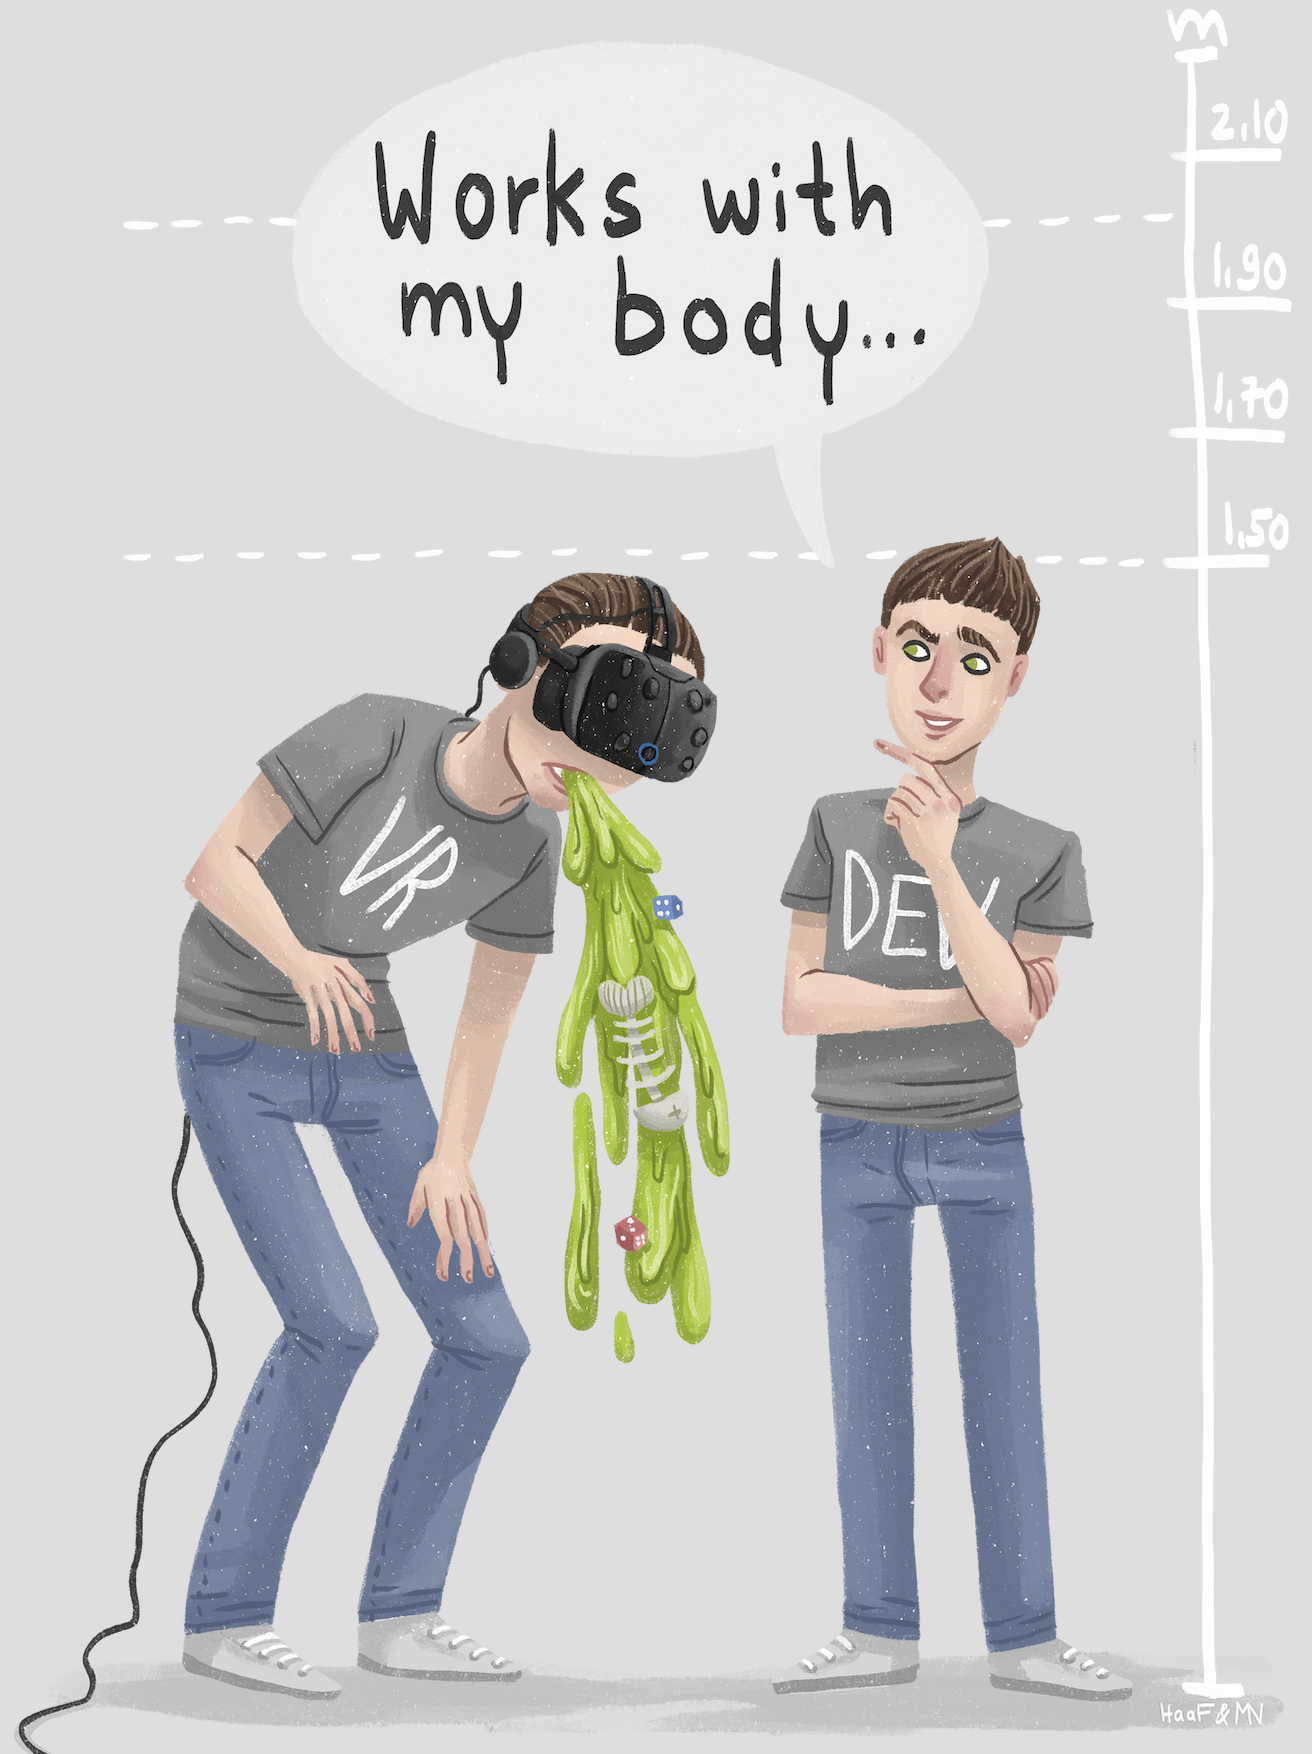 m
2,10
Works with
my body...
1,90
1,70
1,50
VR
DEV
HaaF & MN